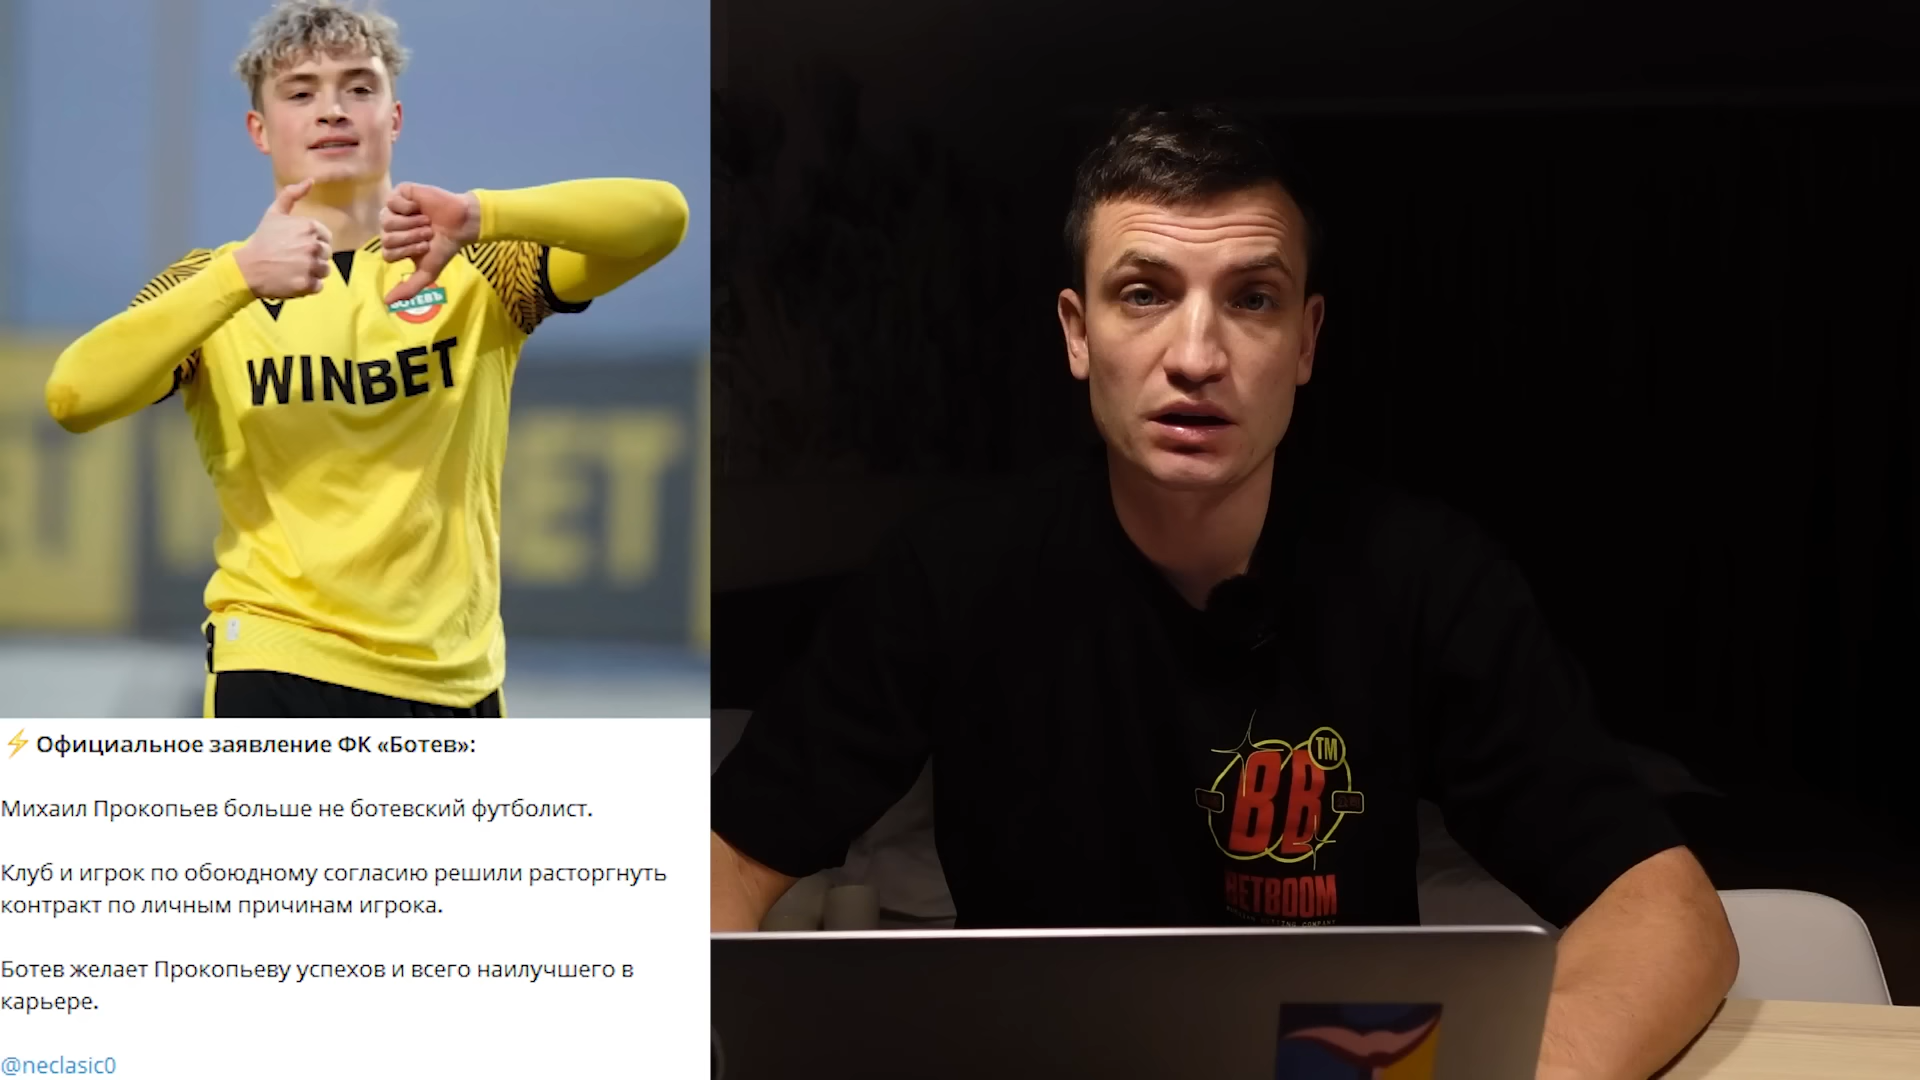 WINBET
БОТЕВЪ
⚡ Официальное заявление ФК «Ботев»:
Михаил Прокопьев больше не ботевский футболист.
Клуб и игрок по обоюдному согласию решили расторгнуть
контракт по личным причинам игрока.
Ботев желает Прокопьеву успехов и всего наилучшего в
карьере.
@neclasic0
TM
BB
BETBOOM